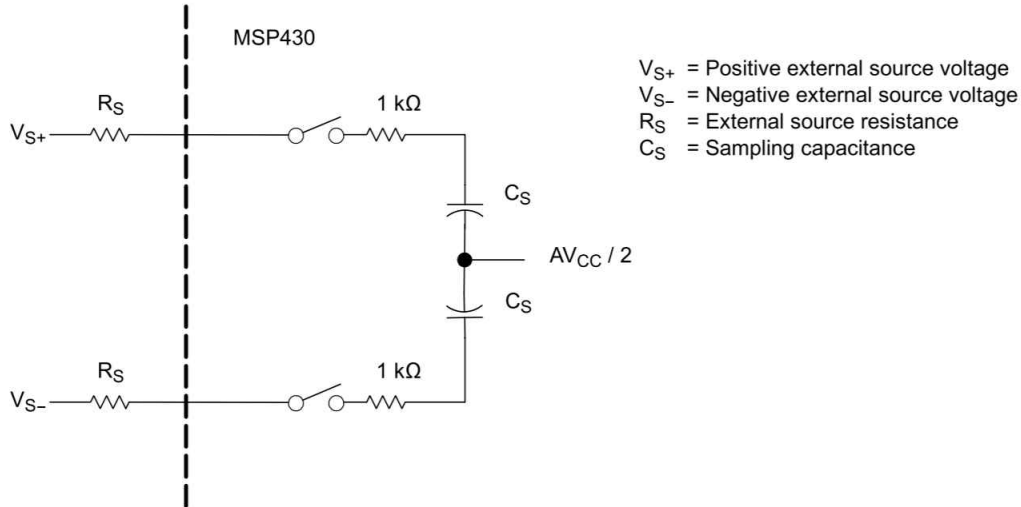 MSP430
V_S+ = Positive external source voltage
V_S– = Negative external source voltage
R_S = External source resistance
C_S = Sampling capacitance
R_S
1 kΩ
V_S+
C_S
AV_CC / 2
C_S
R_S
1 kΩ
V_S–